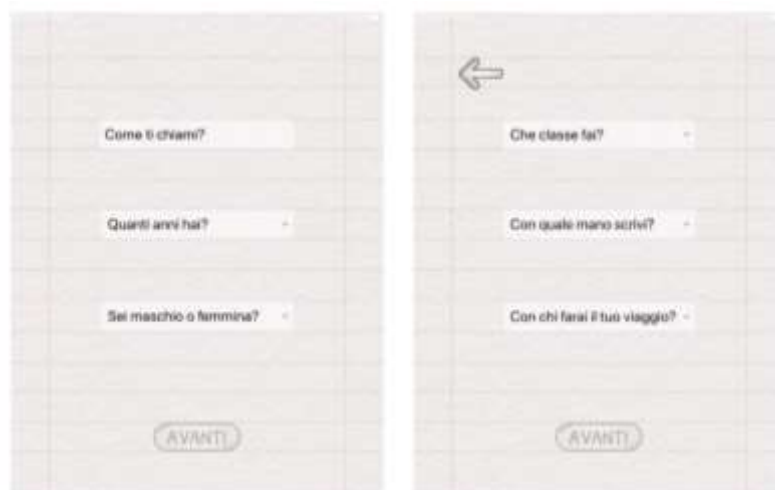 Come ti chiami?
Quanti anni hai?
Sei maschio o femmina?
AVANTI
Che classe fai?
Con quale mano scrivi?
Con chi farai il tuo viaggio?
AVANTI